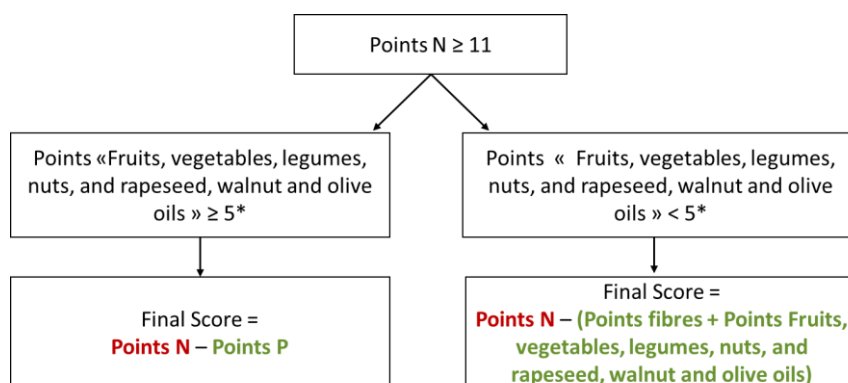 Points N ≥ 11
Points «Fruits, vegetables, legumes,
nuts, and rapeseed, walnut and olive
oils » ≥ 5*
Points « Fruits, vegetables, legumes,
nuts, and rapeseed, walnut and olive
oils » < 5*
Final Score =
Points N – Points P
Final Score =
Points N – (Points fibres + Points Fruits,
vegetables, legumes, nuts, and
rapeseed, walnut and olive oils)